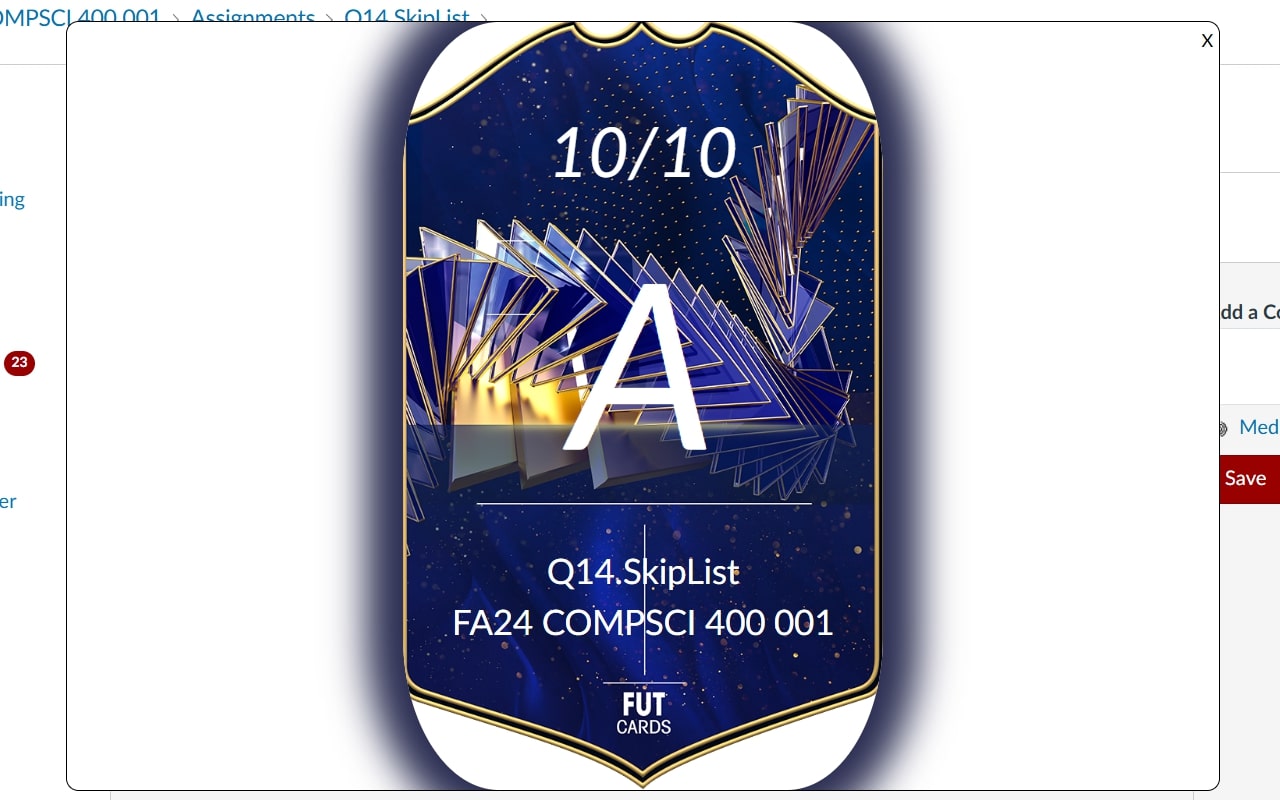 OMPSCI 400 001 > Assignments > Q14.SkipList >
X
10/10
ing
dd a Co
A
23
Med
Save
er
Q14.SkipList
FA24 COMPSCI 400 001
FUT
CARDS